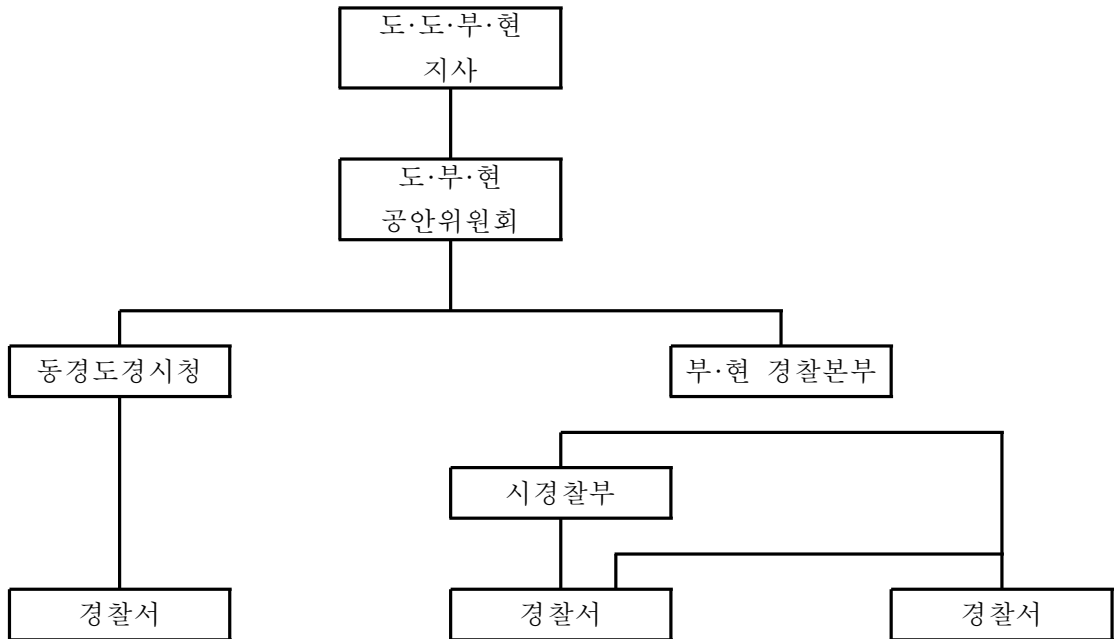 도·도·부·현
지사
도·부·현
공안위원회
동경도경시청
부·현 경찰본부
시경찰부
경찰서
경찰서
경찰서